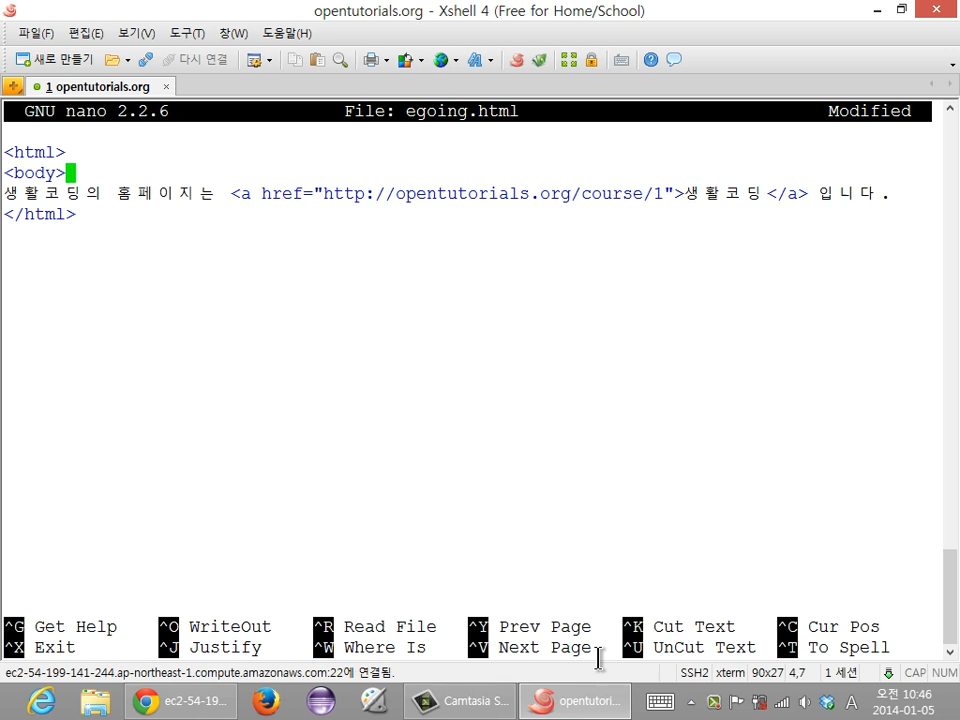 opentutorials.org - Xshell 4 (Free for Home/School)
파일(F) 편집(E) 보기(V) 도구(T) 창(W) 도움말(H)
새로 만들기 다시 연결
1 opentutorials.org ×
GNU nano 2.2.6 File: egoing.html Modified
<html>
<body>
생활코딩의 홈페이지는 <a href="http://opentutorials.org/course/1">생활코딩</a> 입니다.
</html>
^G Get Help ^O WriteOut ^R Read File ^Y Prev Page ^K Cut Text ^C Cur Pos
^X Exit ^J Justify ^W Where Is ^V Next Page ^U UnCut Text ^T To Spell
ec2-54-199-141-244.ap-northeast-1.compute.amazonaws.com:22에 연결됨. SSH2 xterm 90x27 4,7 1 세션 CAP NUM
ec2-54-19... Camtasia S... opentutori... A 오전 10:46
2014-01-05